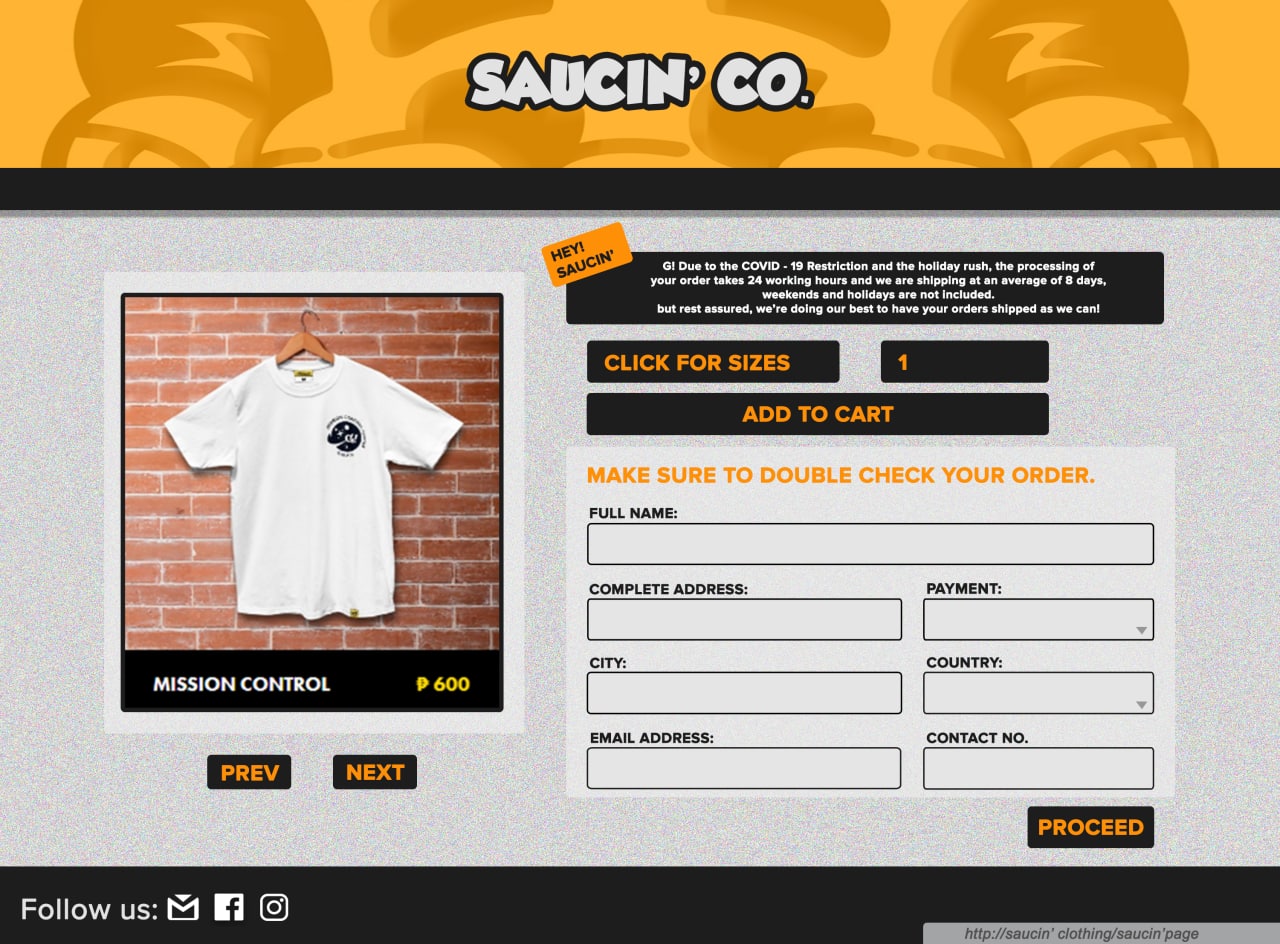 SAUCIN' CO.
HEY!
SAUCIN'
G! Due to the COVID - 19 Restriction and the holiday rush, the processing of
your order takes 24 working hours and we are shipping at an average of 8 days,
weekends and holidays are not included.
but rest assured, we're doing our best to have your orders shipped as we can!
CLICK FOR SIZES
1
ADD TO CART
MAKE SURE TO DOUBLE CHECK YOUR ORDER.
FULL NAME:
COMPLETE ADDRESS:
PAYMENT:
CITY:
COUNTRY:
EMAIL ADDRESS:
CONTACT NO.
PROCEED
MISSION CONTROL
₱ 600
PREV
NEXT
Follow us:
http://saucin' clothing/saucin'page